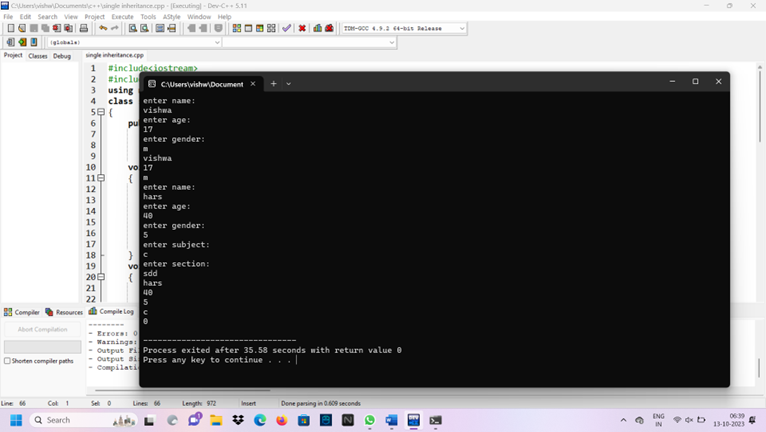 C:\Users\vishw\Documents\c++\single inheritance.cpp - [Executing] - Dev-C++ 5.11
File Edit Search View Project Execute Tools AStyle Window Help
TDM-GCC 4.9.2 64-bit Release
(globals)
Project Classes Debug
single inheritance.cpp
1 #include<iostream>
2 #inclu
3 using
4 class
5 {
6 pu
7
8
9
10 vo
11 {
12
13
14
15
16
17
18 }
19 vo
20 {
21
22
C:\Users\vishw\Document
enter name:
vishwa
enter age:
17
enter gender:
m
vishwa
17
m
enter name:
hars
enter age:
40
enter gender:
5
enter subject:
c
enter section:
sdd
hars
40
5
c
0
--------------------------------
Process exited after 35.58 seconds with return value 0
Press any key to continue . . .
Compiler Resources Compile Log
Abort Compilation
Shorten compiler paths
--------
- Errors: 0
- Warnings:
- Output Fi
- Output Si
- Compilatio
Line: 66 Col: 1 Sel: 0 Lines: 66 Length: Insert Done parsing in 0.609 seconds
Search
ENG
IN
06:39
13-10-2023